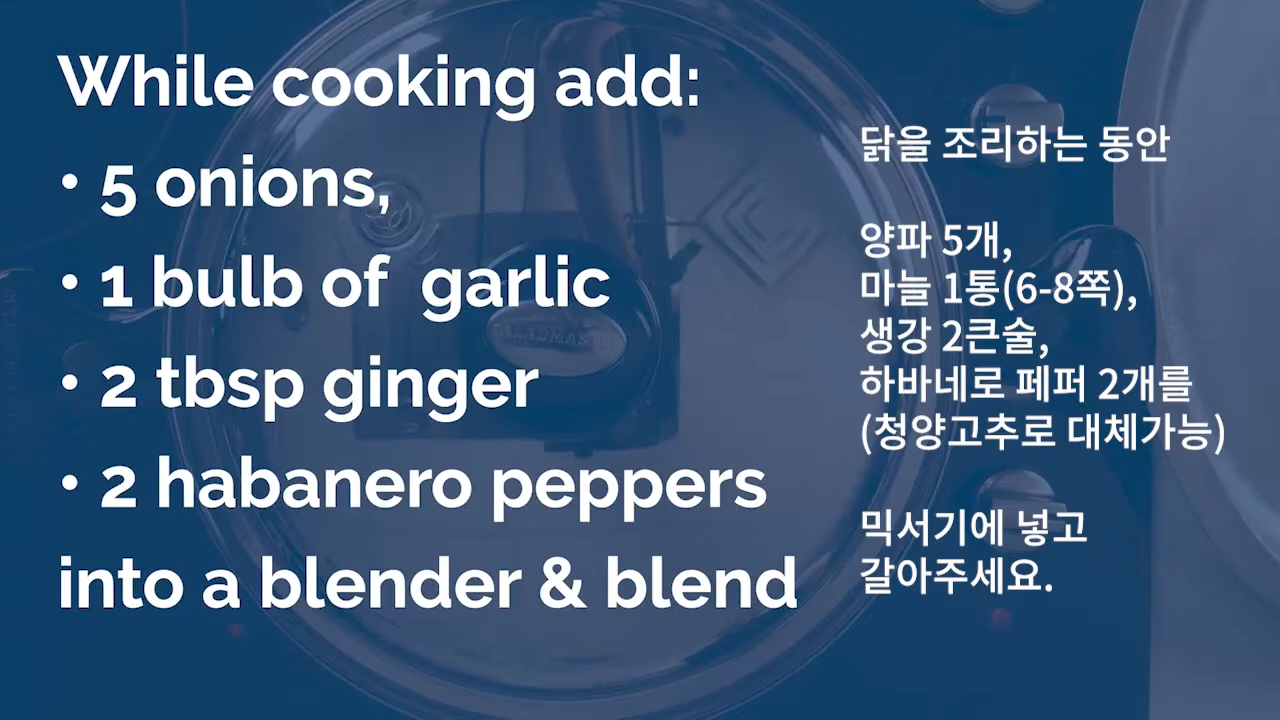 While cooking add:
• 5 onions,
• 1 bulb of garlic
• 2 tbsp ginger
• 2 habanero peppers
into a blender & blend
닭을 조리하는 동안
양파 5개,
마늘 1통(6-8쪽),
생강 2큰술,
하바네로 페퍼 2개를
(청양고추로 대체가능)
믹서기에 넣고
갈아주세요.